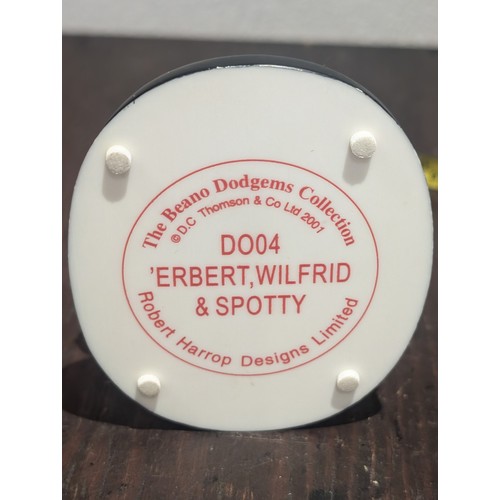 The Beano Dodgems Collection
©D.C Thomson & Co Ltd 2001
DO04
'ERBERT,WILFRID
& SPOTTY
Robert Harrop Designs Limited